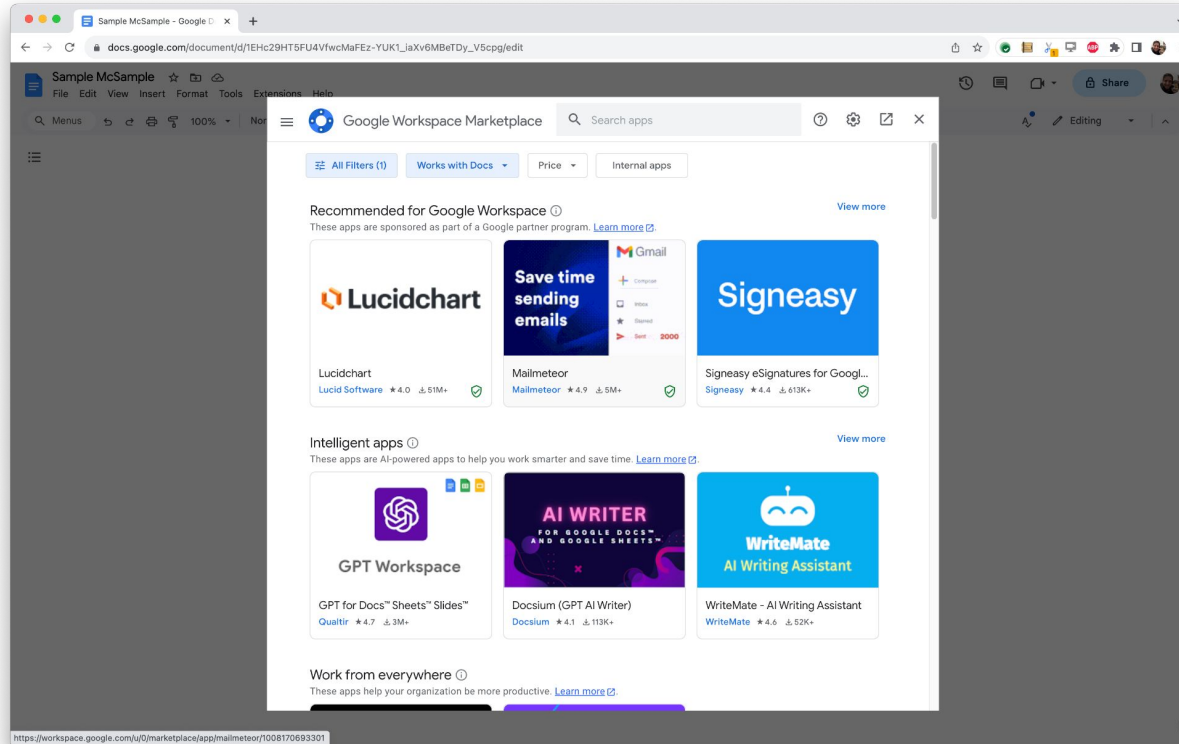 Sample McSample - Google D
docs.google.com/document/d/1EHc29HT5FU4VfwcMaFEz-YUK1_iaXv6MBeTDy_V5cpg/edit
Sample McSample
File Edit View Insert Format Tools Extensions Help
Share
Menus 100% Nor
Editing
Google Workspace Marketplace
Search apps
All Filters (1) Works with Docs Price Internal apps
Recommended for Google Workspace
View more
These apps are sponsored as part of a Google partner program. Learn more
Lucidchart
Lucidchart
Lucid Software ★4.0 51M+
Save time
sending
emails
Gmail
Compose
Inbox
Starred
Sent 2000
Mailmeteor
Mailmeteor ★4.9 5M+
Signeasy
Signeasy eSignatures for Googl...
Signeasy ★4.4 613K+
Intelligent apps
View more
These apps are AI-powered apps to help you work smarter and save time. Learn more
GPT Workspace
GPT for Docs™ Sheets™ Slides™
Qualtir ★4.7 3M+
AI WRITER
FOR GOOGLE DOCS™
AND GOOGLE SHEETS™
Docsium (GPT AI Writer)
Docsium ★4.1 113K+
WriteMate
AI Writing Assistant
WriteMate - AI Writing Assistant
WriteMate ★4.6 52K+
Work from everywhere
These apps help your organization be more productive. Learn more
https://workspace.google.com/u/0/marketplace/app/mailmeteor/1008170693301